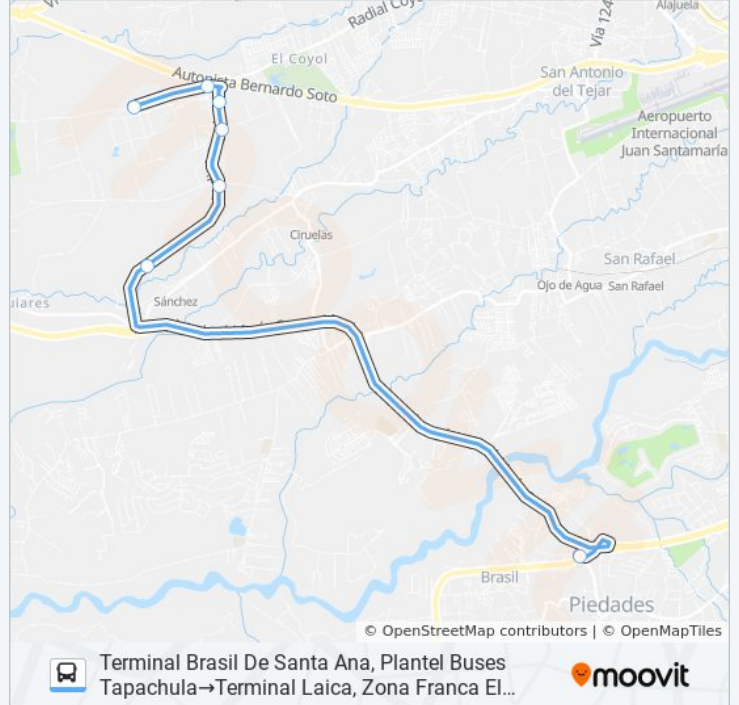 Alajuela
Radial Coyo
Vía 124
El Coyol
Autopista Bernardo Soto
San Antonio
del Tejar
Aeropuerto
Internacional
Juan Santamaría
Ciruelas
San Rafael
Ojo de Agua
San Rafael
Sánchez
Brasil
Piedades
© OpenStreetMap contributors | © OpenMapTiles
Terminal Brasil De Santa Ana, Plantel Buses
Tapachula→Terminal Laica, Zona Franca El...
moovit